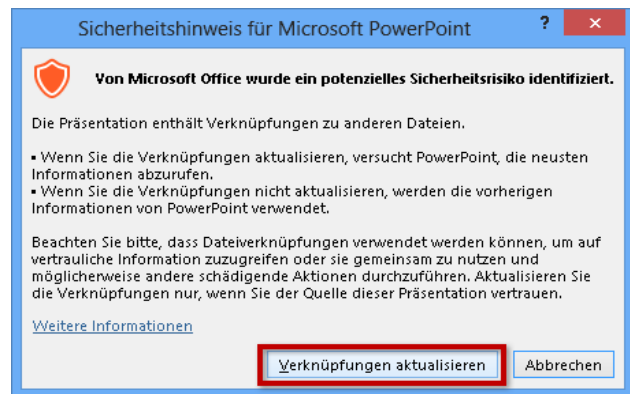 Sicherheitshinweis für Microsoft PowerPoint ? ×
Von Microsoft Office wurde ein potenzielles Sicherheitsrisiko identifiziert.
Die Präsentation enthält Verknüpfungen zu anderen Dateien.
▪ Wenn Sie die Verknüpfungen aktualisieren, versucht PowerPoint, die neusten
Informationen abzurufen.
▪ Wenn Sie die Verknüpfungen nicht aktualisieren, werden die vorherigen
Informationen von PowerPoint verwendet.
Beachten Sie bitte, dass Dateiverknüpfungen verwendet werden können, um auf
vertrauliche Information zuzugreifen oder sie gemeinsam zu nutzen und
möglicherweise andere schädigende Aktionen durchzuführen. Aktualisieren Sie
die Verknüpfungen nur, wenn Sie der Quelle dieser Präsentation vertrauen.
Weitere Informationen
Verknüpfungen aktualisieren Abbrechen